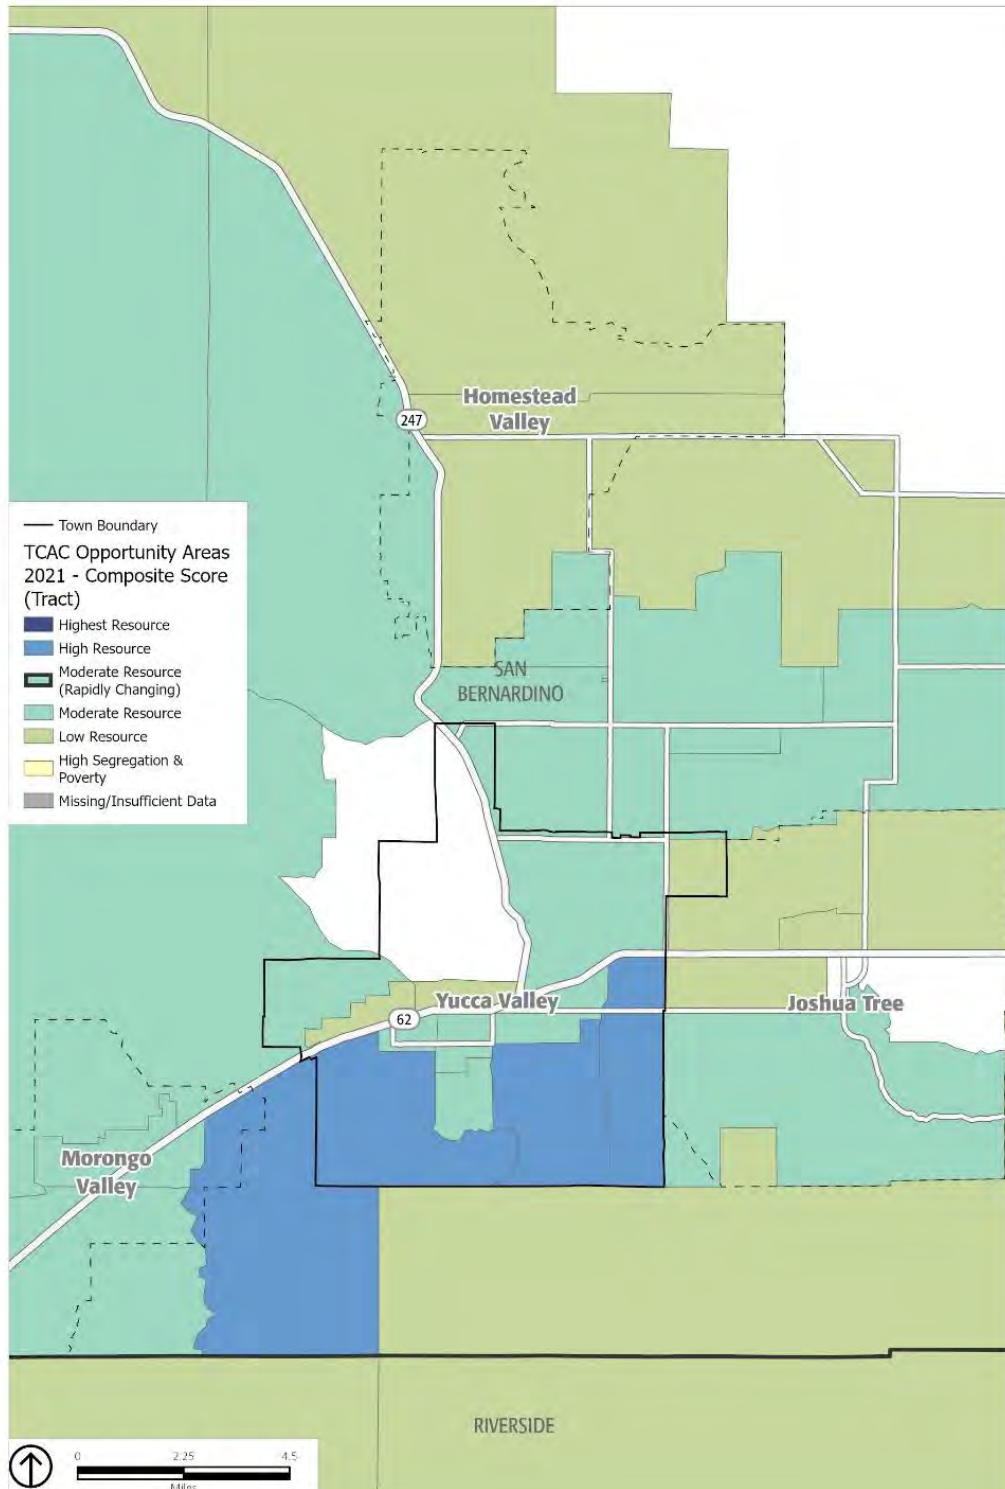 Homestead
Valley
247
Town Boundary
TCAC Opportunity Areas
2021 - Composite Score
(Tract)
Highest Resource
High Resource
Moderate Resource
(Rapidly Changing)
Moderate Resource
Low Resource
High Segregation &
Poverty
Missing/Insufficient Data
SAN
BERNARDINO
Yucca Valley
Joshua Tree
62
Morongo
Valley
RIVERSIDE
0 2.25 4.5
Miles